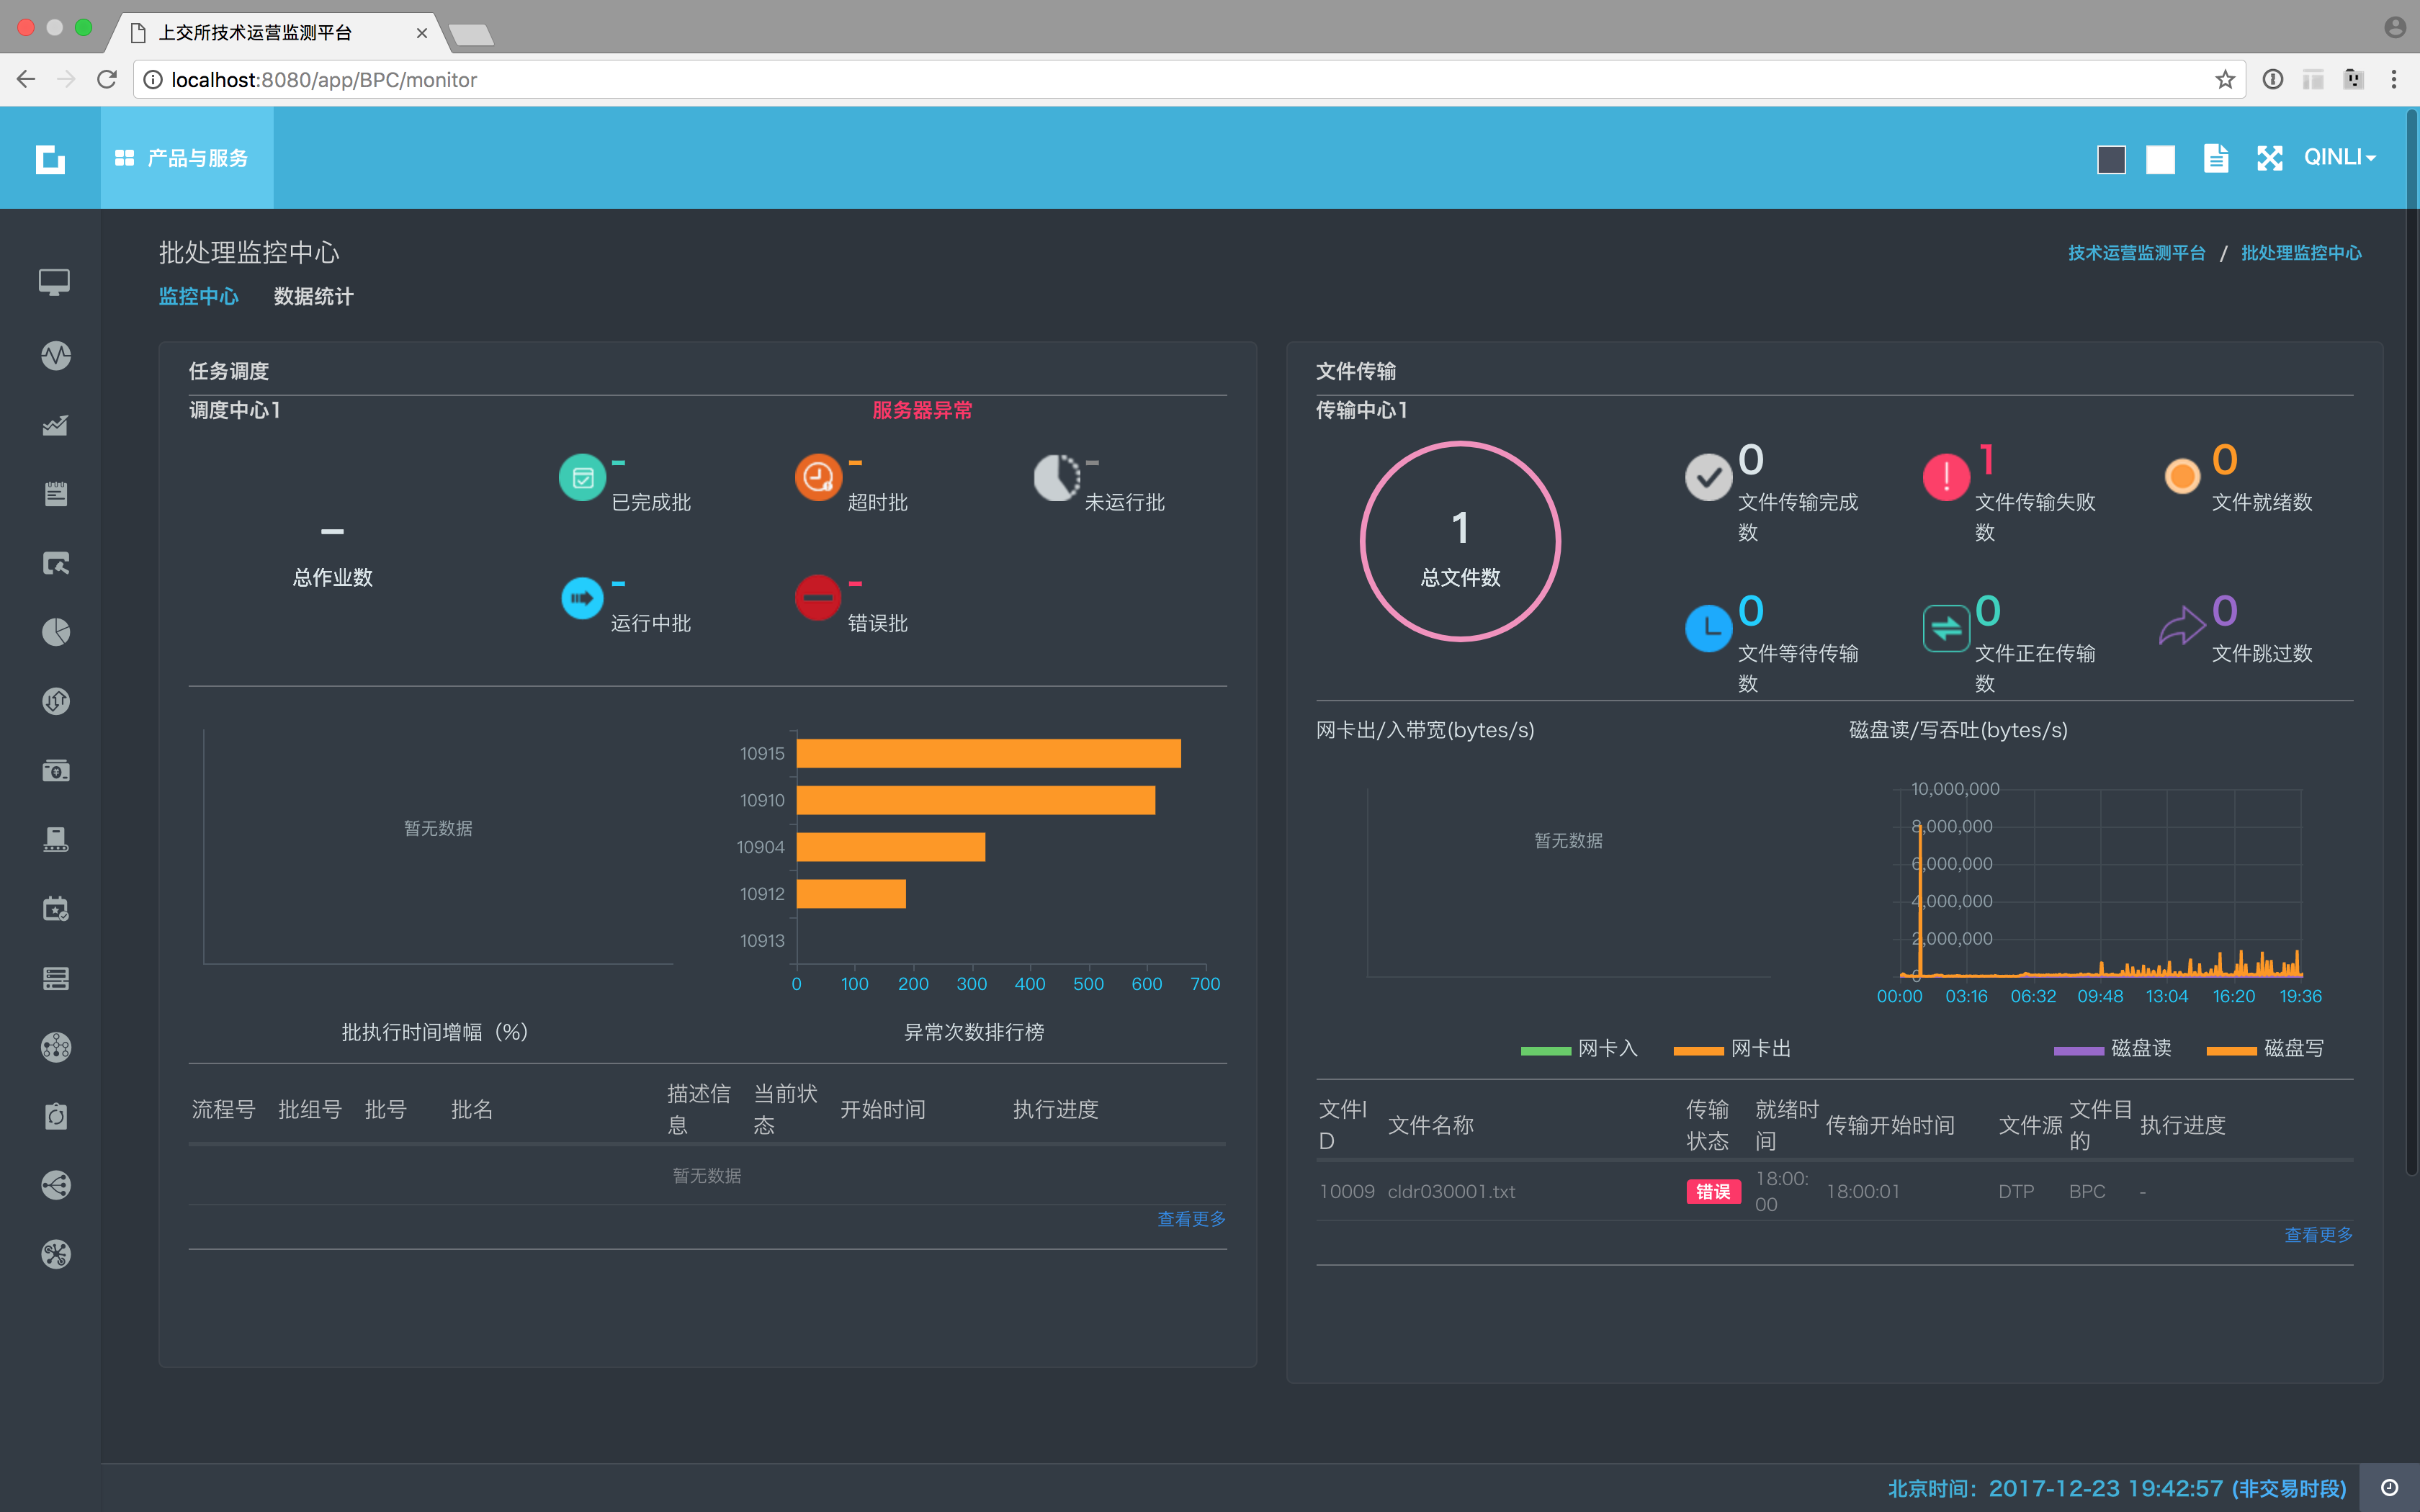 上交所技术运营监测平台
localhost:8080/app/BPC/monitor
产品与服务
QINLI
批处理监控中心
技术运营监测平台 / 批处理监控中心
监控中心 数据统计
任务调度
调度中心1 服务器异常
-
总作业数
-
已完成批
-
超时批
-
未运行批
-
运行中批
-
错误批
10915
10910
10904
10912
10913
0 100 200 300 400 500 600 700
暂无数据
批执行时间增幅（%）
异常次数排行榜
流程号 批组号 批号 批名 描述信息 当前状态 开始时间 执行进度
暂无数据
查看更多
文件传输
传输中心1
1
总文件数
0
文件传输完成
数
1
文件传输失败
数
0
文件就绪数
0
文件等待传输
数
0
文件正在传输
数
0
文件跳过数
网卡出/入带宽(bytes/s)
暂无数据
网卡入 网卡出
磁盘读/写吞吐(bytes/s)
10,000,000
8,000,000
6,000,000
4,000,000
2,000,000
0
00:00 03:16 06:32 09:48 13:04 16:20 19:36
磁盘读 磁盘写
文件ID 文件名称 传输状态 就绪时间 传输开始时间 文件源 文件目的 执行进度
10009 cldr030001.txt 错误 18:00:00 18:00:01 DTP BPC -
查看更多
北京时间：2017-12-23 19:42:57 (非交易时段)